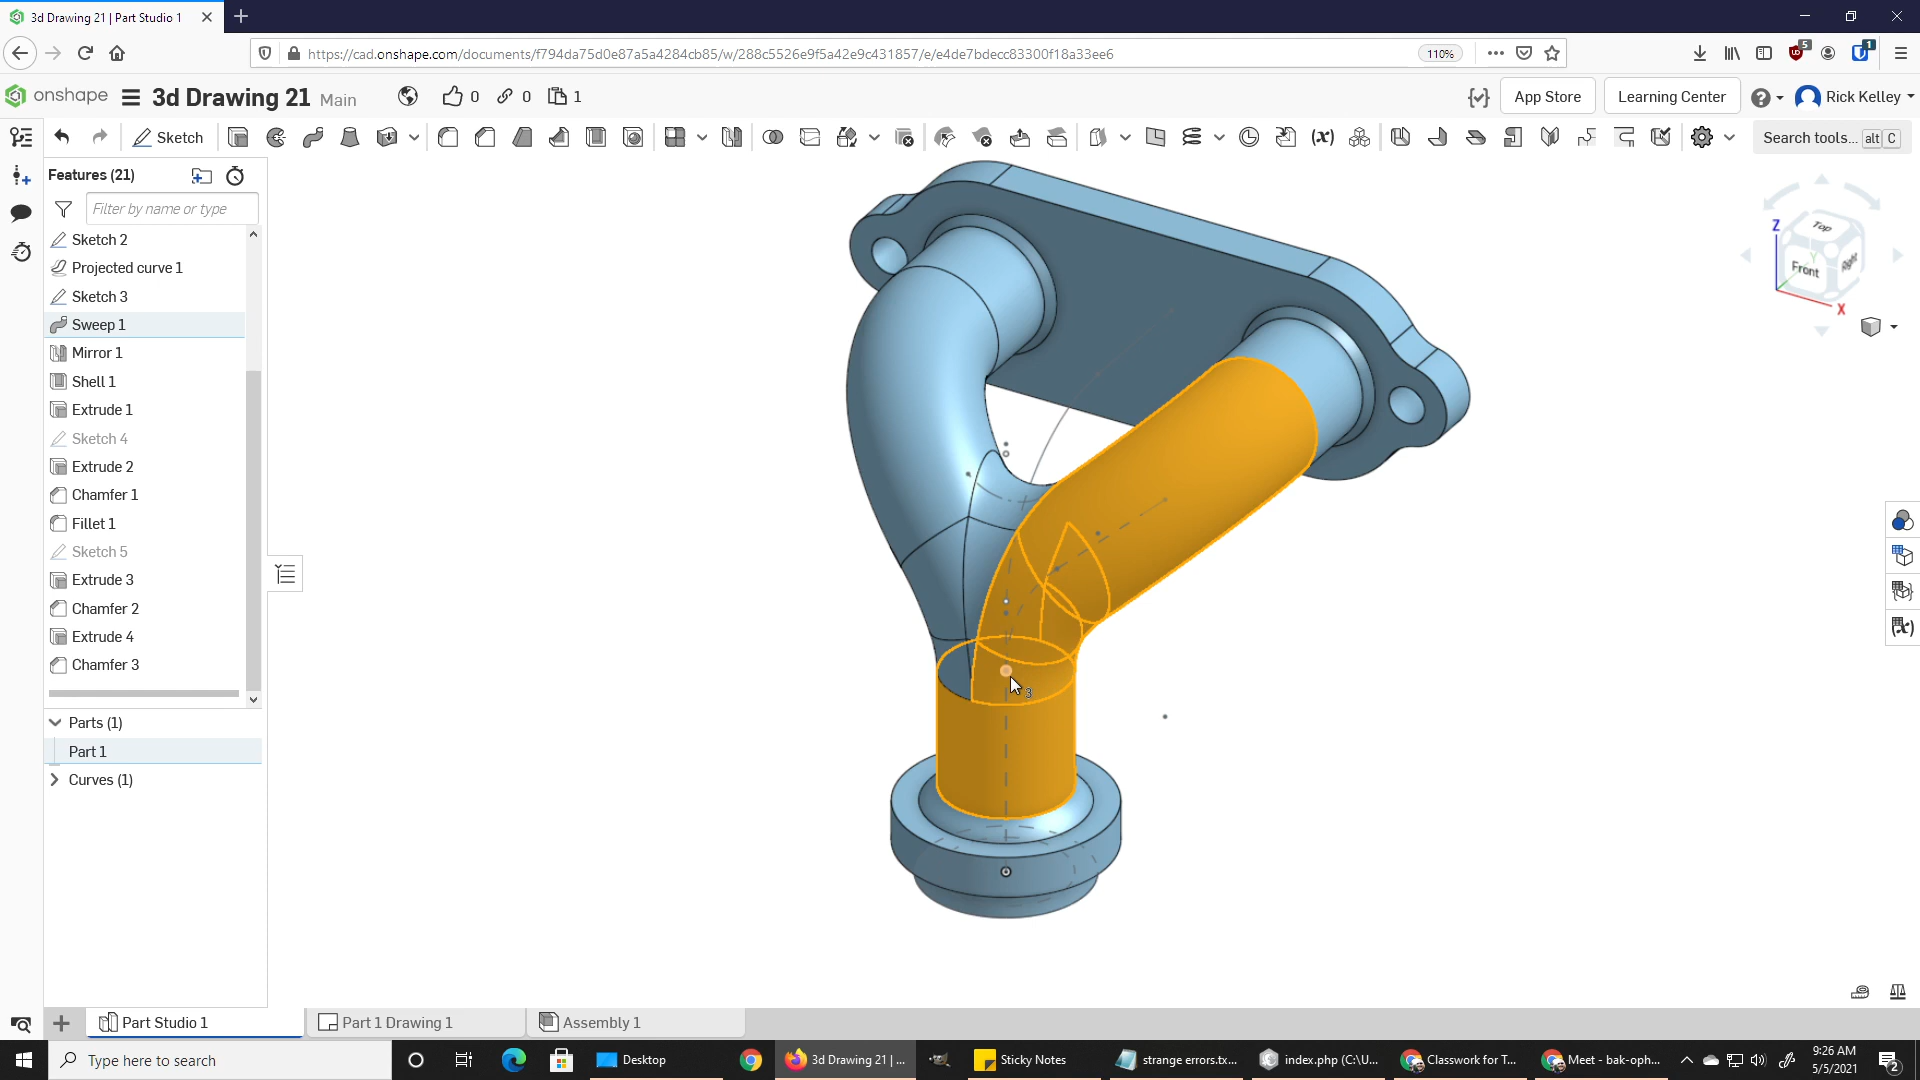 3d Drawing 21 | Part Studio 1
https://cad.onshape.com/documents/f794da75d0e87a5a4284cb85/w/288c5526e9f5a42e9c431857/e/e4de7bdecc83300f18a33ee6
110%
5
1
onshape
3d Drawing 21 Main
0
0
1
App Store
Learning Center
Rick Kelley
Sketch
(x)
Search tools... alt C
Features (21)
Filter by name or type
Sketch 2
Projected curve 1
Sketch 3
Sweep 1
Mirror 1
Shell 1
Extrude 1
Sketch 4
Extrude 2
Chamfer 1
Fillet 1
Sketch 5
Extrude 3
Chamfer 2
Extrude 4
Chamfer 3
Parts (1)
Part 1
Curves (1)
Z
Top
Y
Front
Right
X
3
(x)
Part Studio 1
Part 1 Drawing 1
Assembly 1
Type here to search
Desktop
3d Drawing 21 | ...
Sticky Notes
strange errors.tx...
index.php (C:\U...
Classwork for T...
Meet - bak-oph...
9:26 AM
5/5/2021
2